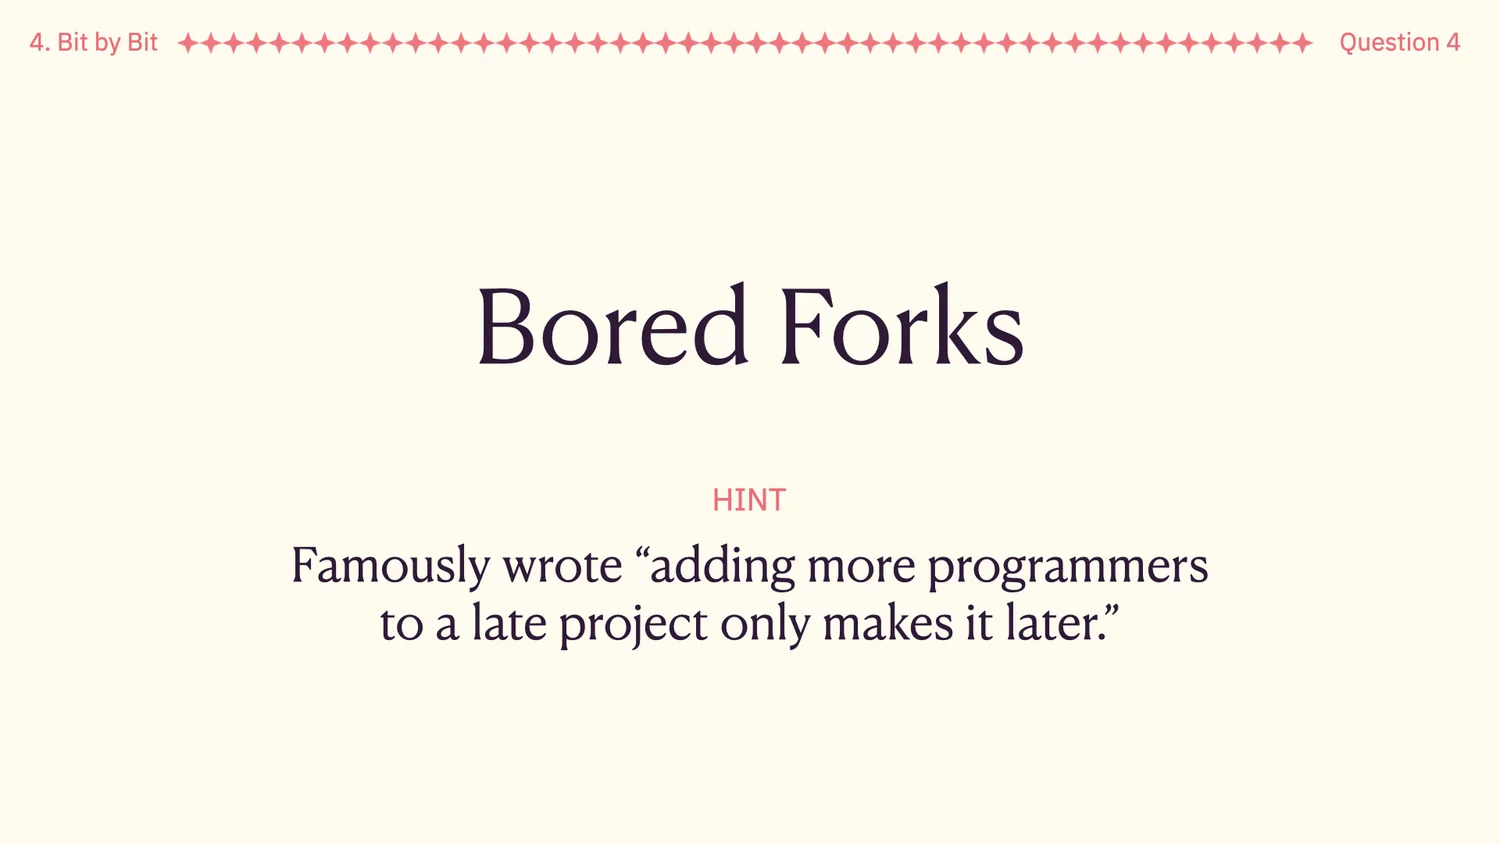 4. Bit by Bit
Question 4
Bored Forks
HINT
Famously wrote “adding more programmers
to a late project only makes it later.”